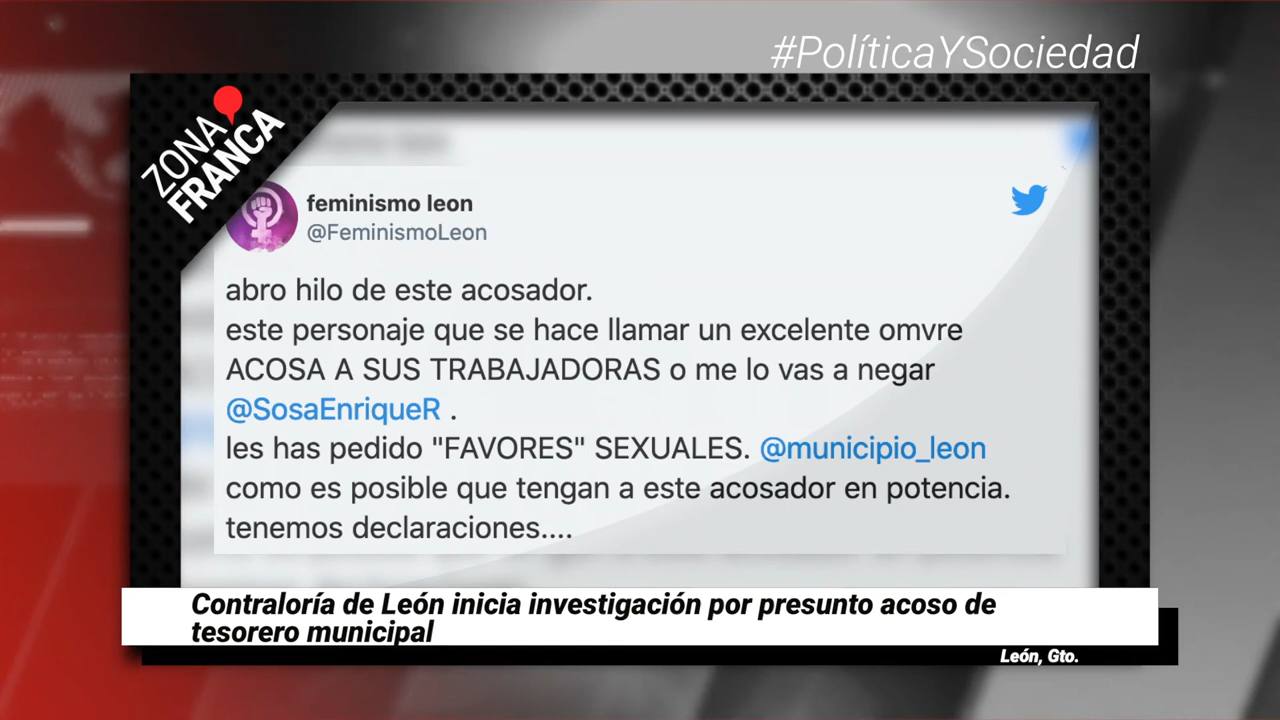 #PolíticaYSociedad
ZONA
FRANCA
feminismo leon
@FeminismoLeon
abro hilo de este acosador.
este personaje que se hace llamar un excelente omvre
ACOSA A SUS TRABAJADORAS o me lo vas a negar
@SosaEnriqueR .
les has pedido "FAVORES" SEXUALES. @municipio_leon
como es posible que tengan a este acosador en potencia.
tenemos declaraciones....
Contraloría de León inicia investigación por presunto acoso de
tesorero municipal
León, Gto.